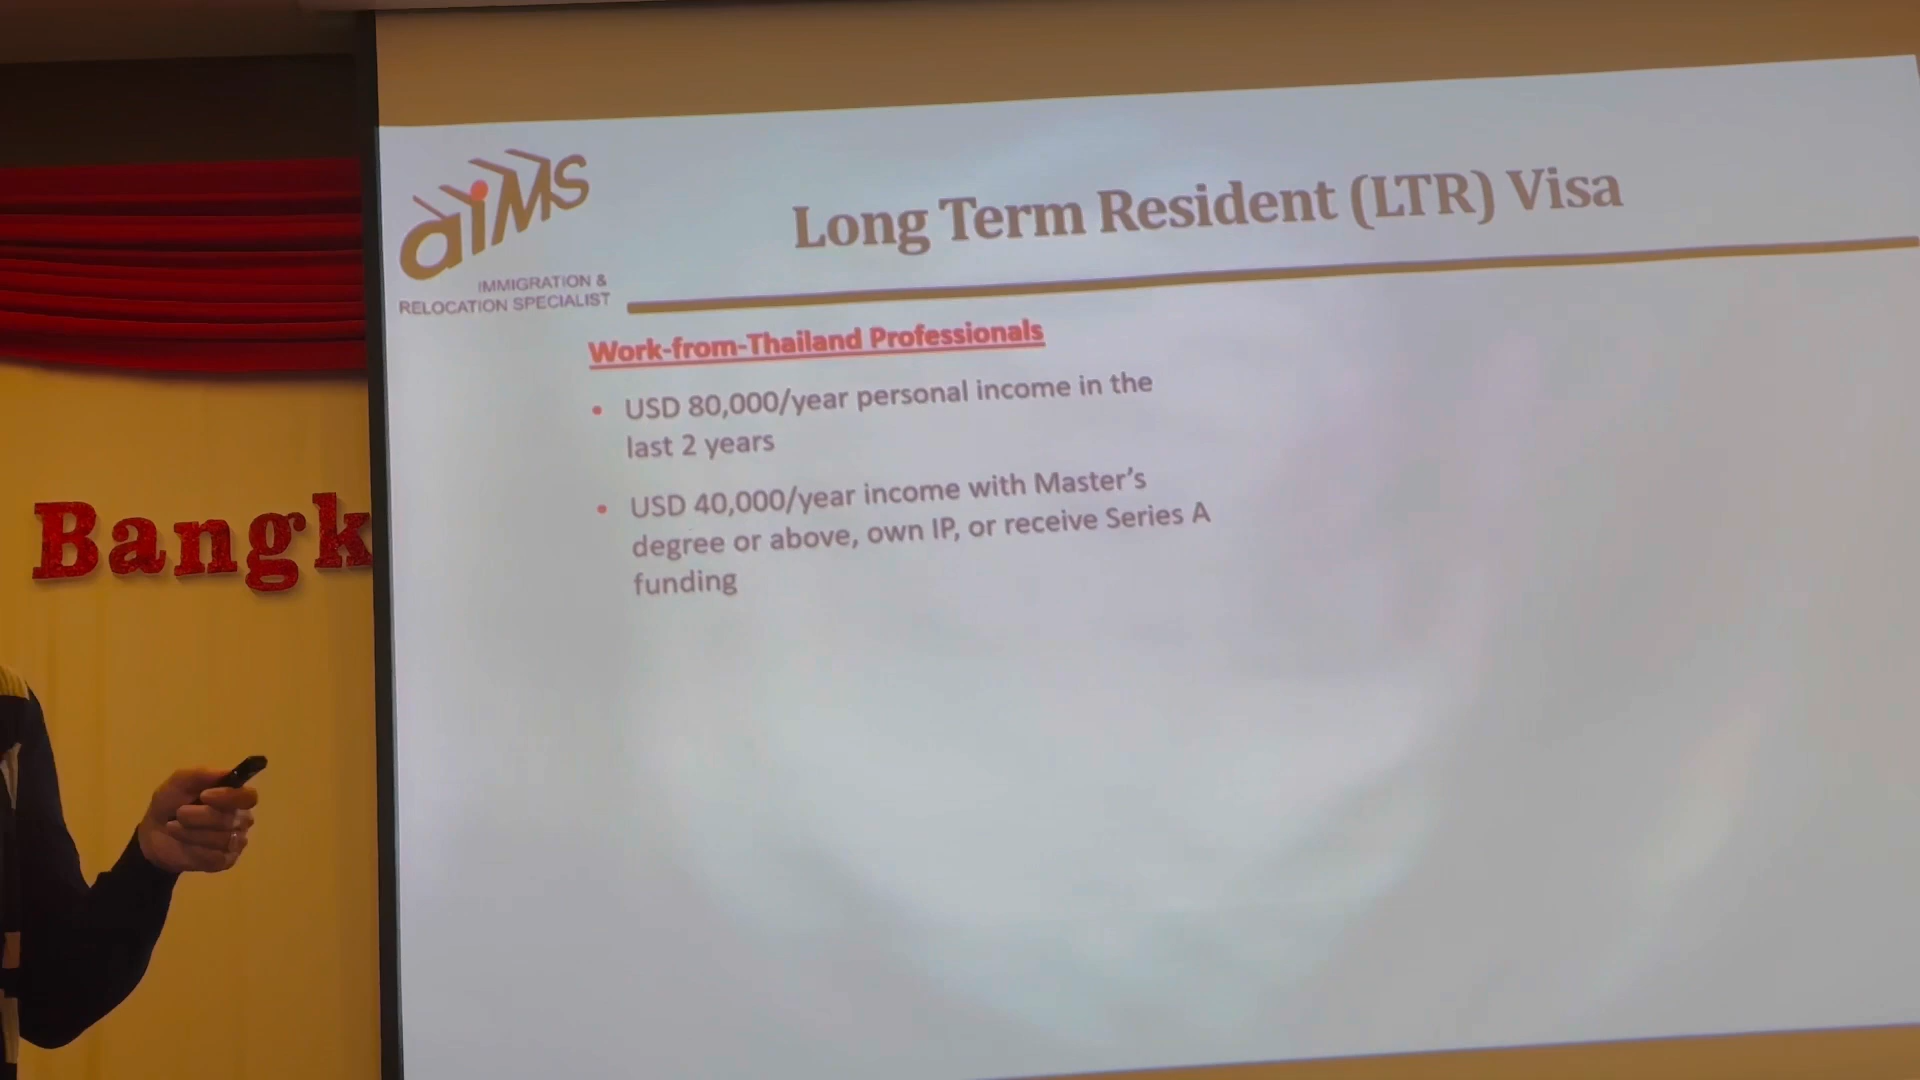 aiMS
IMMIGRATION &
RELOCATION SPECIALIST
Long Term Resident (LTR) Visa
Work-from-Thailand Professionals
• USD 80,000/year personal income in the
last 2 years
• USD 40,000/year income with Master's
degree or above, own IP, or receive Series A
funding
Bangk